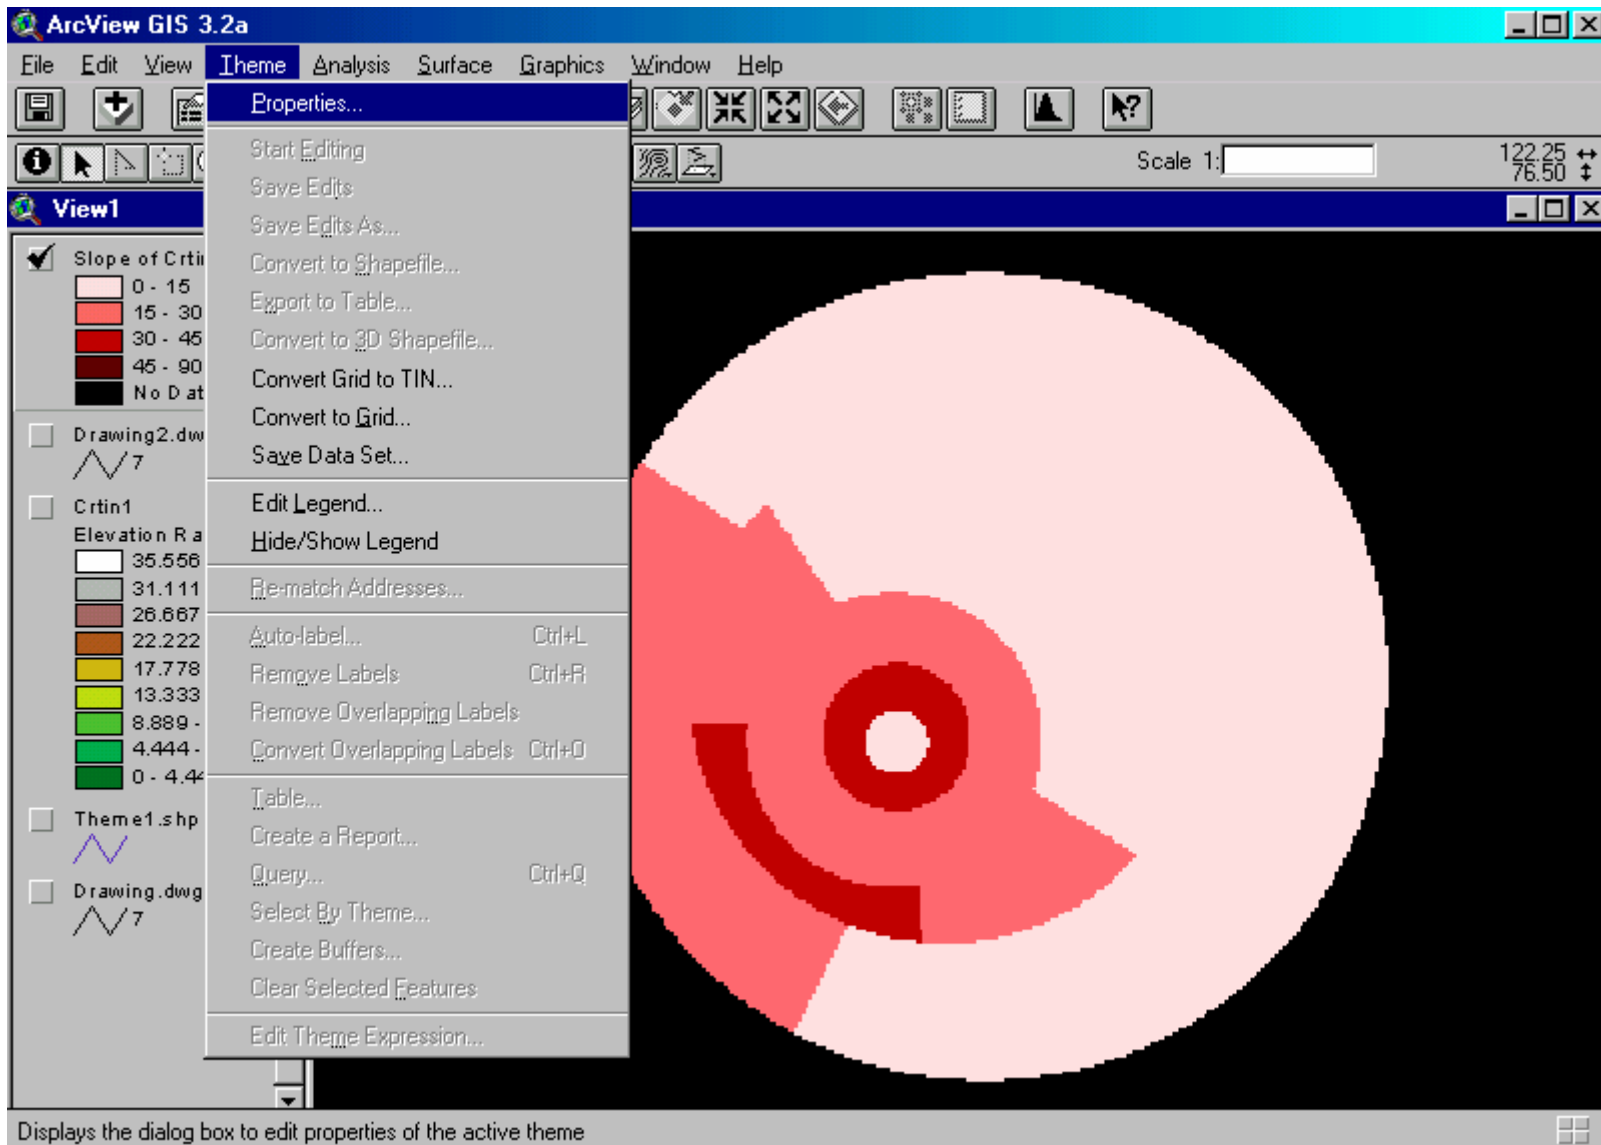 ArcView GIS 3.2a
File Edit View Theme Analysis Surface Graphics Window Help
Scale 1:
122.25
76.50
View1
Slope of Crti
0 - 15
15 - 30
30 - 45
45 - 90
No Dat
Drawing2.dw
7
Crtin1
Elevation Ra
35.556
31.111
26.667
22.222
17.778
13.333
8.889 -
4.444 -
0 - 4.44
Theme1.shp
Drawing.dwg
7
Properties...
Start Editing
Save Edits
Save Edits As...
Convert to Shapefile...
Export to Table...
Convert to 3D Shapefile...
Convert Grid to TIN...
Convert to Grid...
Save Data Set...
Edit Legend...
Hide/Show Legend
Re-match Addresses...
Auto-label... Ctrl+L
Remove Labels Ctrl+R
Remove Overlapping Labels
Convert Overlapping Labels Ctrl+O
Table...
Create a Report...
Query... Ctrl+Q
Select By Theme...
Create Buffers...
Clear Selected Features
Edit Theme Expression...
Displays the dialog box to edit properties of the active theme